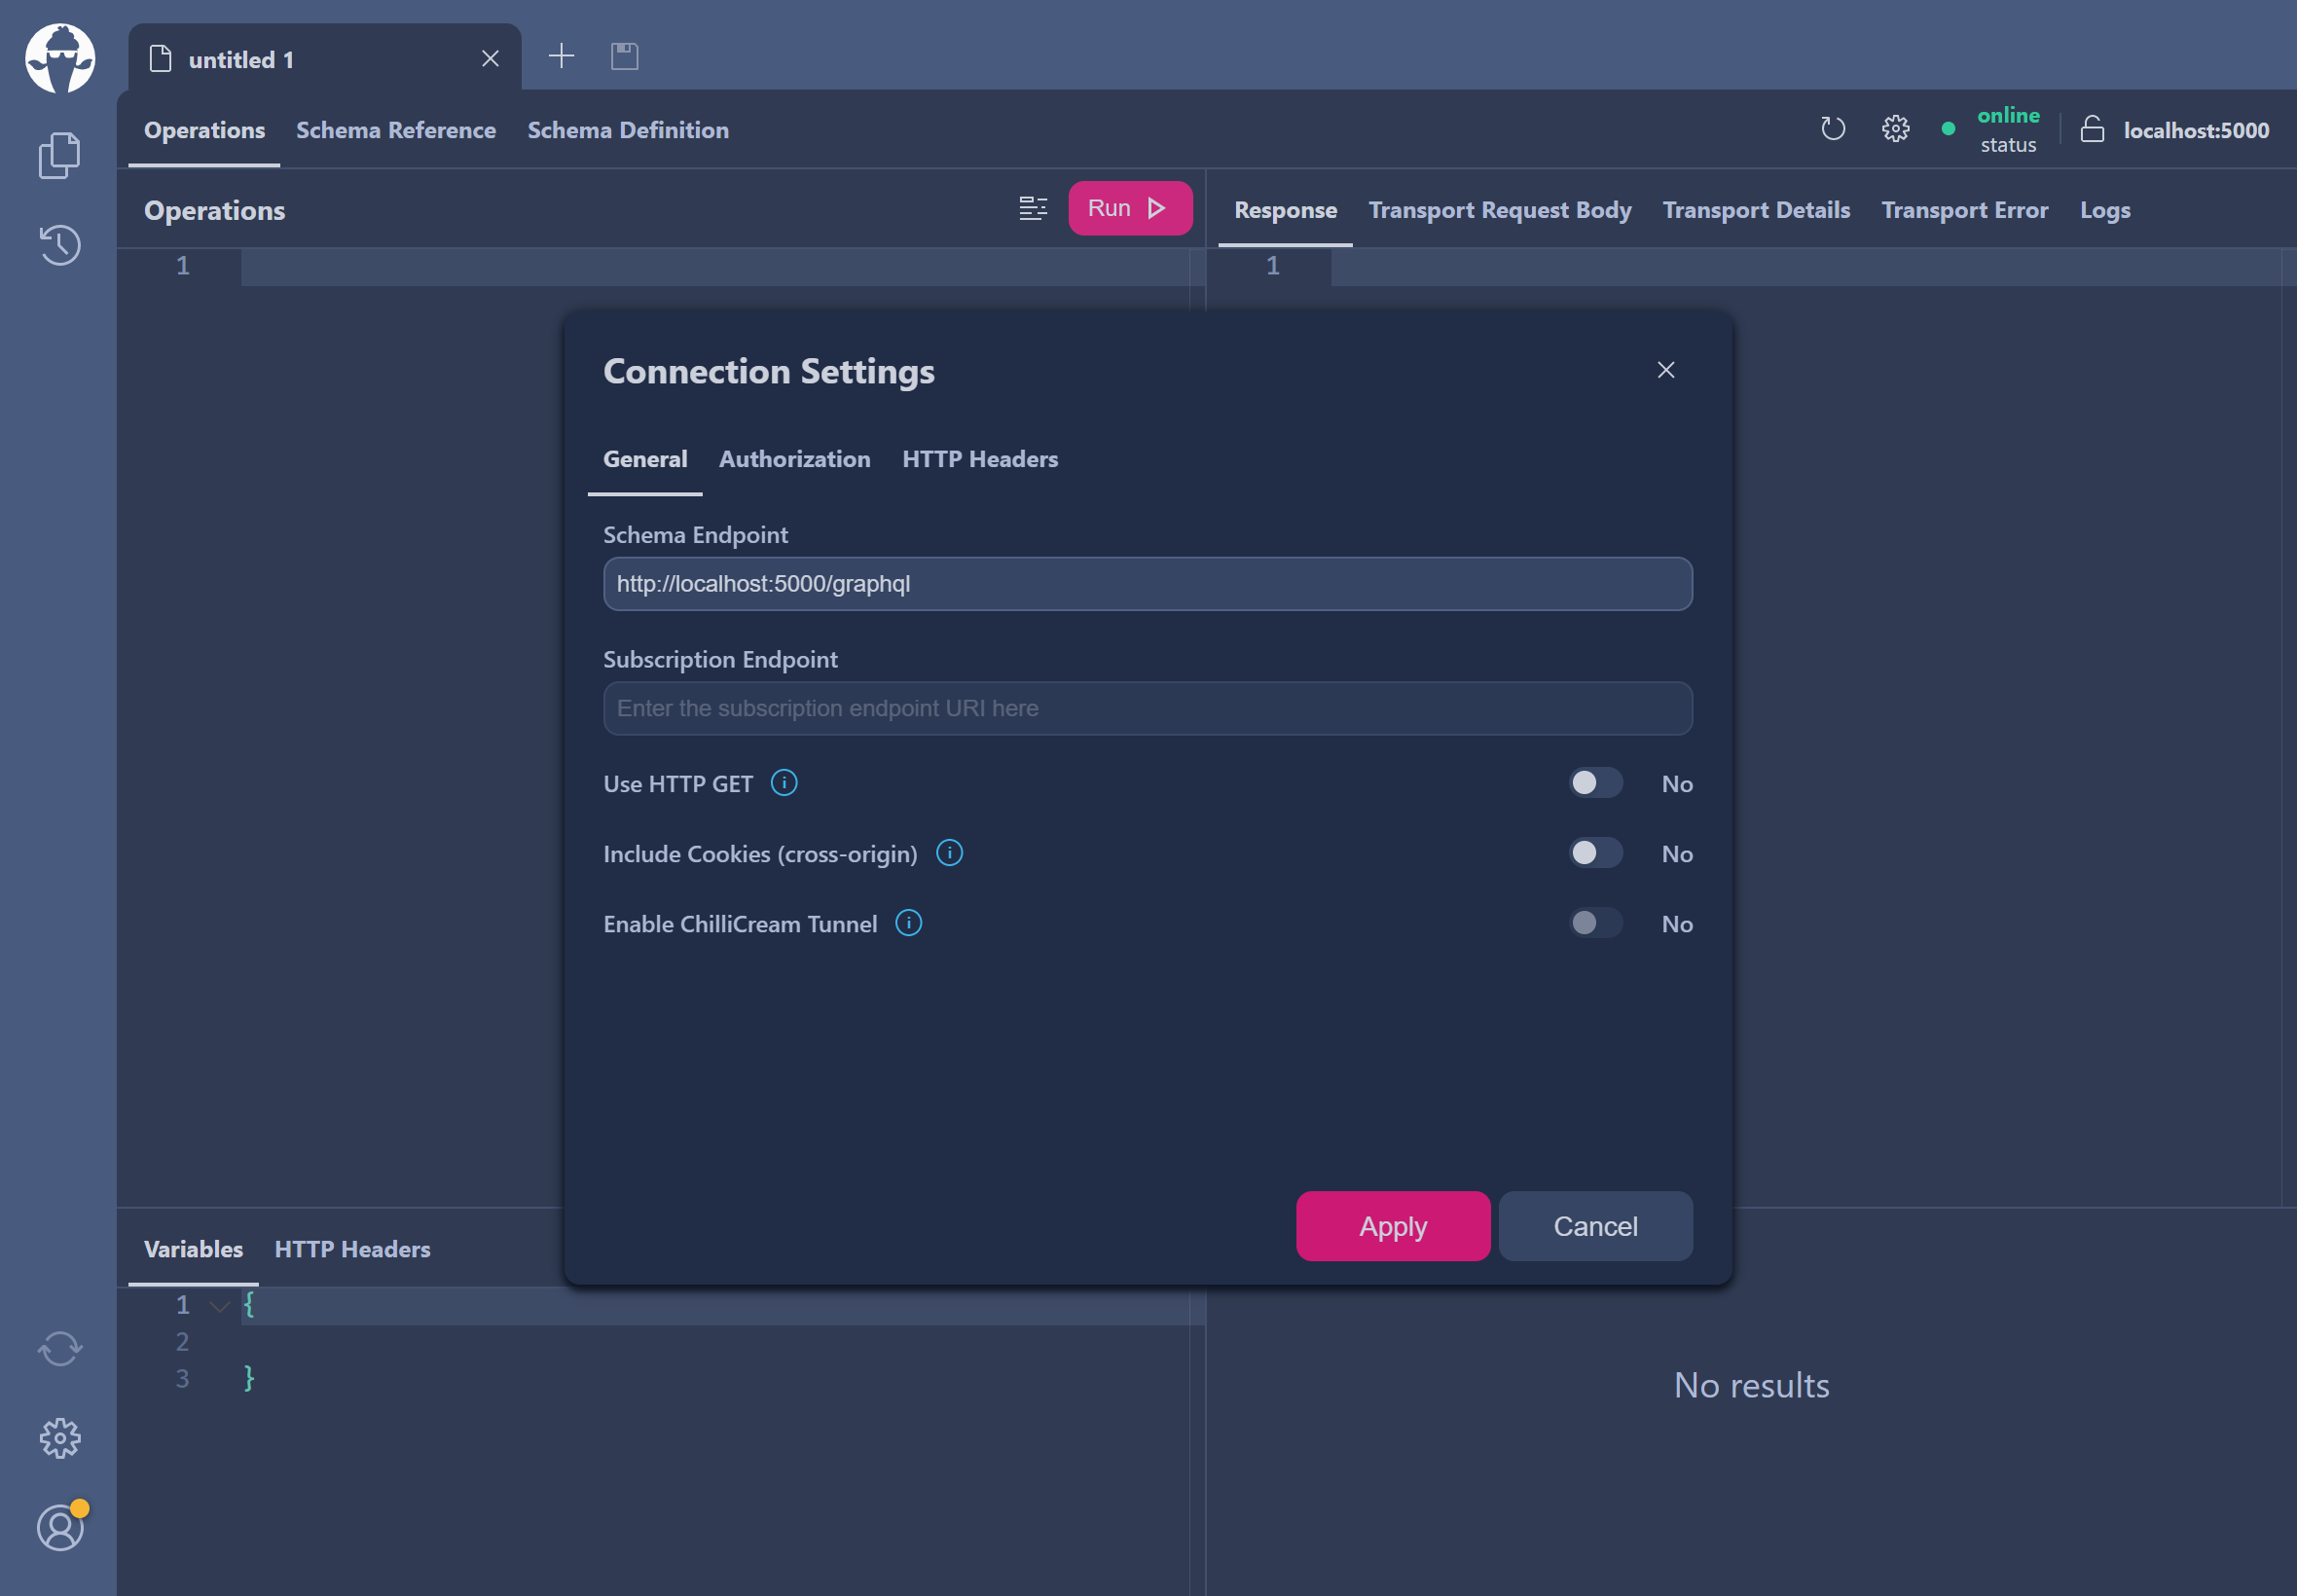 untitled 1
Operations Schema Reference Schema Definition
online
status
localhost:5000
Operations
Run
Response Transport Request Body Transport Details Transport Error Logs
1
1
Connection Settings
General Authorization HTTP Headers
Schema Endpoint
http://localhost:5000/graphql
Subscription Endpoint
Enter the subscription endpoint URI here
Use HTTP GET No
Include Cookies (cross-origin) No
Enable ChilliCream Tunnel No
Apply Cancel
Variables HTTP Headers
1 {
2
3 }
No results